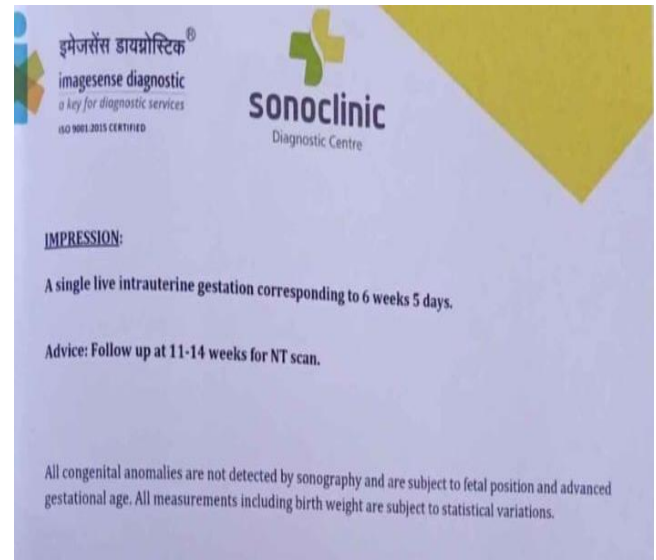 इमेजसेंस डायग्नोस्टिक®
imagesense diagnostic
a key for diagnostic services
ISO 9001:2015 CERTIFIED
sonoclinic
Diagnostic Centre
IMPRESSION:
A single live intrauterine gestation corresponding to 6 weeks 5 days.
Advice: Follow up at 11-14 weeks for NT scan.
All congenital anomalies are not detected by sonography and are subject to fetal position and advanced
gestational age. All measurements including birth weight are subject to statistical variations.